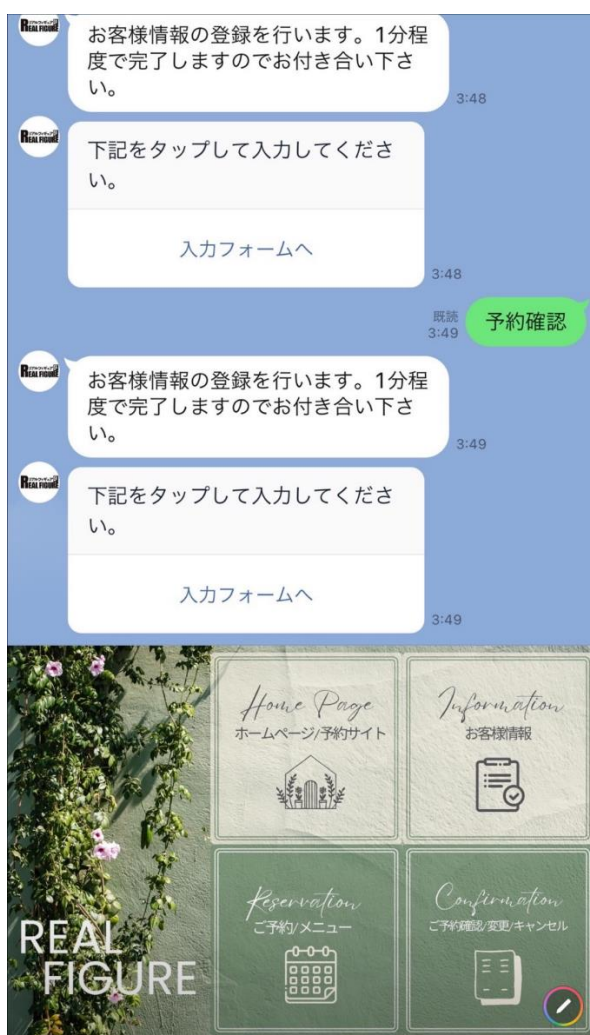 REAL FIGURE
お客様情報の登録を行います。1分程
度で完了しますのでお付き合い下さ
い。
3:48
REAL FIGURE
下記をタップして入力してくださ
い。
入力フォームへ
3:48
既読
3:49
予約確認
REAL FIGURE
お客様情報の登録を行います。1分程
度で完了しますのでお付き合い下さ
い。
3:49
REAL FIGURE
下記をタップして入力してくださ
い。
入力フォームへ
3:49
Home Page
ホームページ/予約サイト
Information
お客様情報
Reservation
ご予約/メニュー
Confirmation
ご予約確認/変更/キャンセル
REAL
FIGURE